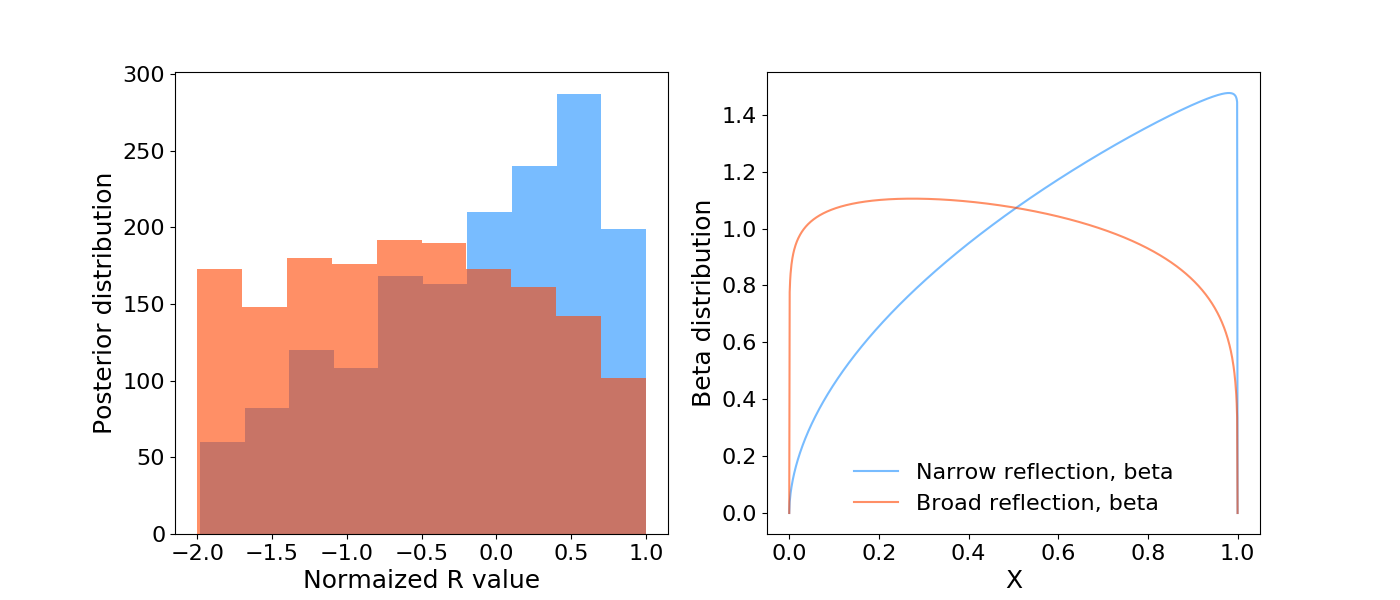 300
250
200
150
100
50
0
Posterior distribution
−2.0 −1.5 −1.0 −0.5 0.0 0.5 1.0
Normaized R value
1.4
1.2
1.0
0.8
0.6
0.4
0.2
0.0
Beta distribution
Narrow reflection, beta
Broad reflection, beta
0.0 0.2 0.4 0.6 0.8 1.0
X